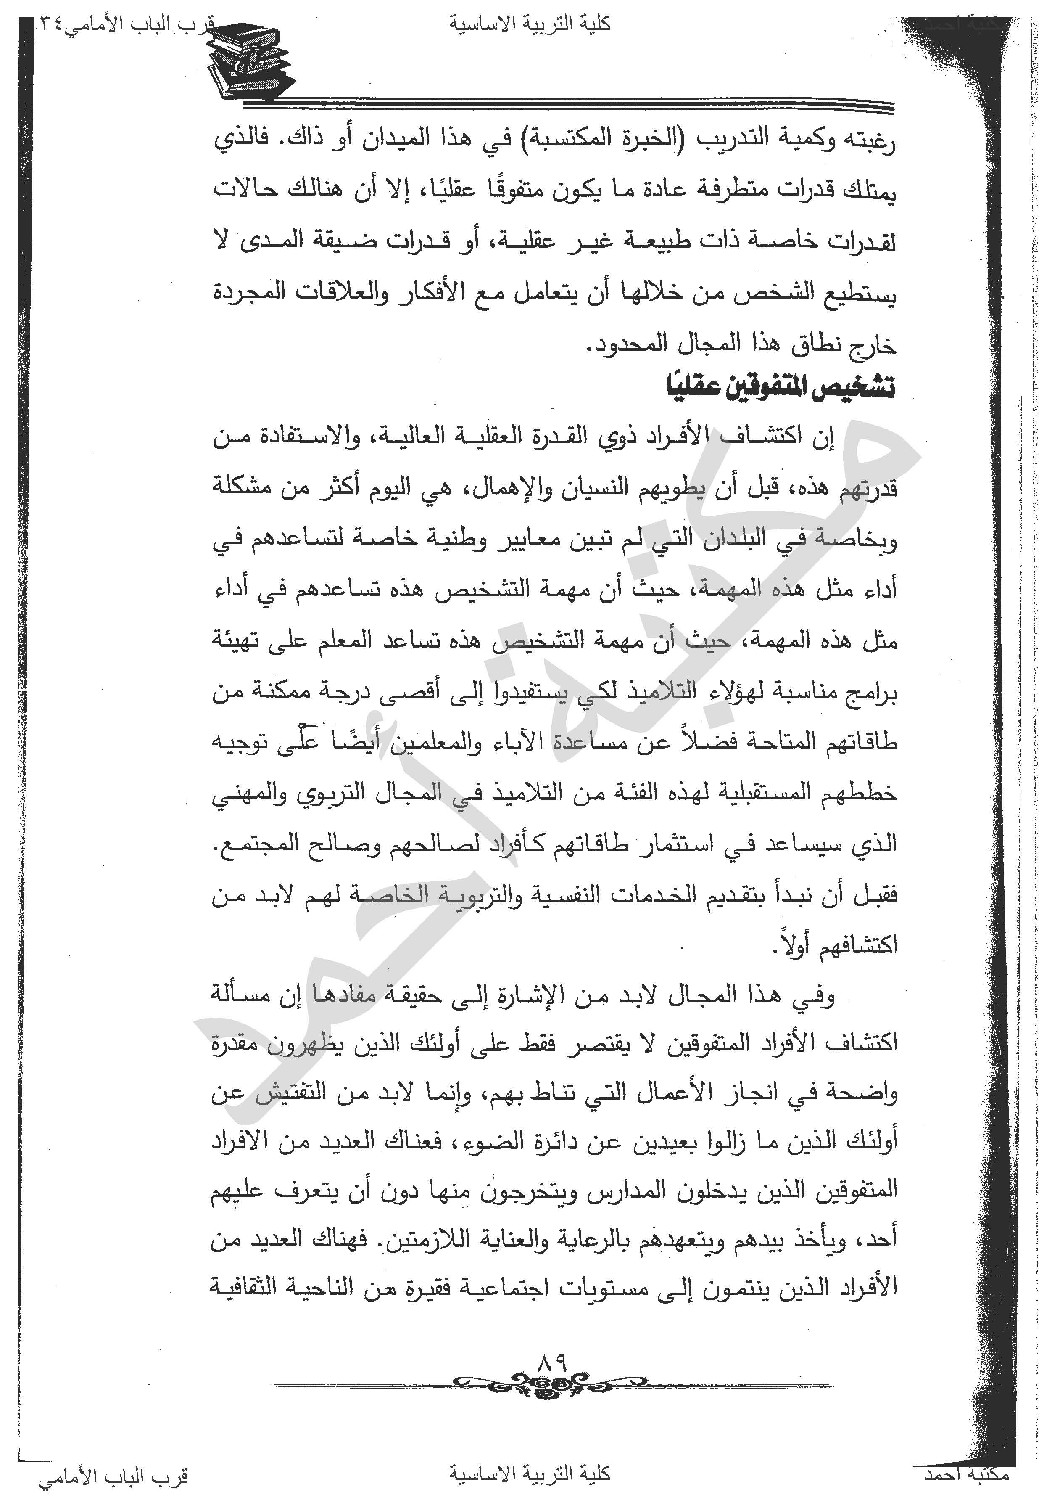 كلية التربية الاساسية
قرب الباب الأمامي٣٤
رغبته وكمية التدريب (الخبرة المكتسبة) في هذا الميدان أو ذاك. فالذي
يمتلك قدرات متطرفة عادة ما يكون متفوقًا عقليًا، إلا أن هنالك حالات
لقدرات خاصة ذات طبيعة غير عقلية، أو قدرات ضيقة المدى لا
يستطيع الشخص من خلالها أن يتعامل مع الأفكار والعلاقات المجردة
خارج نطاق هذا المجال المحدود.
تشخيص المتفوقين عقليًا
إن اكتشاف الأفراد ذوي القدرة العقلية العالية، والاستفادة من
قدرتهم هذه، قبل أن يطويهم النسيان والإهمال، هي اليوم أكثر من مشكلة
وبخاصة في البلدان التي لم تبين معايير وطنية خاصة لتساعدهم في
أداء مثل هذه المهمة، حيث أن مهمة التشخيص هذه تساعدهم في أداء
مثل هذه المهمة، حيث أن مهمة التشخيص هذه تساعد المعلم على تهيئة
برامج مناسبة لهؤلاء التلاميذ لكي يستفيدوا إلى أقصى درجة ممكنة من
طاقاتهم المتاحة فضلاً عن مساعدة الآباء والمعلمين أيضًا على توجيه
خططهم المستقبلية لهذه الفئة من التلاميذ في المجال التربوي والمهني
الذي سيساعد في استثمار طاقاتهم كأفراد لصالحهم وصالح المجتمع.
فقبل أن نبدأ بتقديم الخدمات النفسية والتربوية الخاصة لهم لابد من
اكتشافهم أولاً.
وفي هذا المجال لابد من الإشارة إلى حقيقة مفادها إن مسألة
اكتشاف الأفراد المتفوقين لا يقتصر فقط على أولئك الذين يظهرون مقدرة
واضحة في انجاز الأعمال التي تناط بهم، وإنما لابد من التفتيش عن
أولئك الذين ما زالوا بعيدين عن دائرة الضوء، فعناك العديد من الافراد
المتفوقين الذين يدخلون المدارس ويتخرجون منها دون أن يتعرف عليهم
أحد، ويأخذ بيدهم ويتعهدهم بالرعاية والعناية اللازمتين. فهناك العديد من
الأفراد الذين ينتمون إلى مستويات اجتماعية فقيرة من الناحية الثقافية
٨٩
مكتبة أحمد
مكتبة احمد
كلية التربية الاساسية
قرب الباب الأمامي